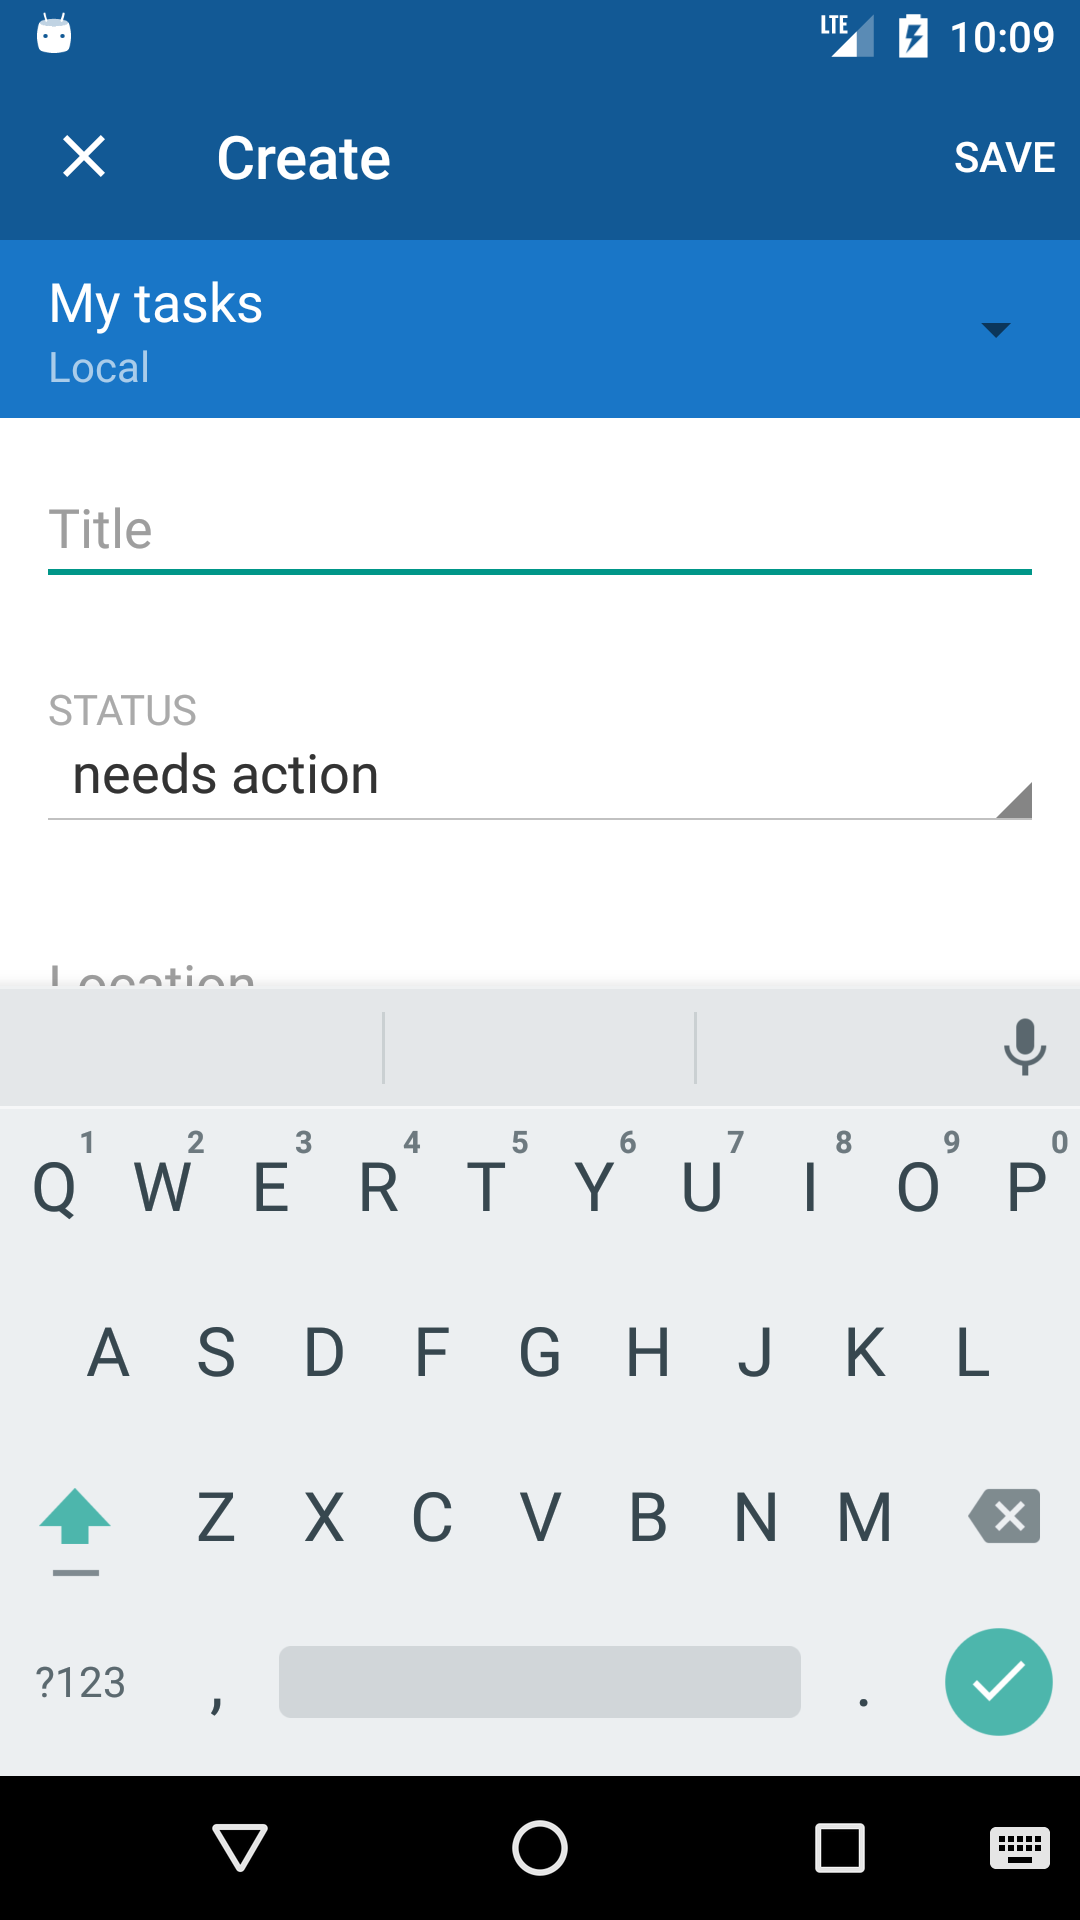 LTE 10:09
Create SAVE
My tasks
Local
Title
STATUS
needs action
Location
1 2 3 4 5 6 7 8 9 0
Q W E R T Y U I O P
A S D F G H J K L
Z X C V B N M
?123 , .